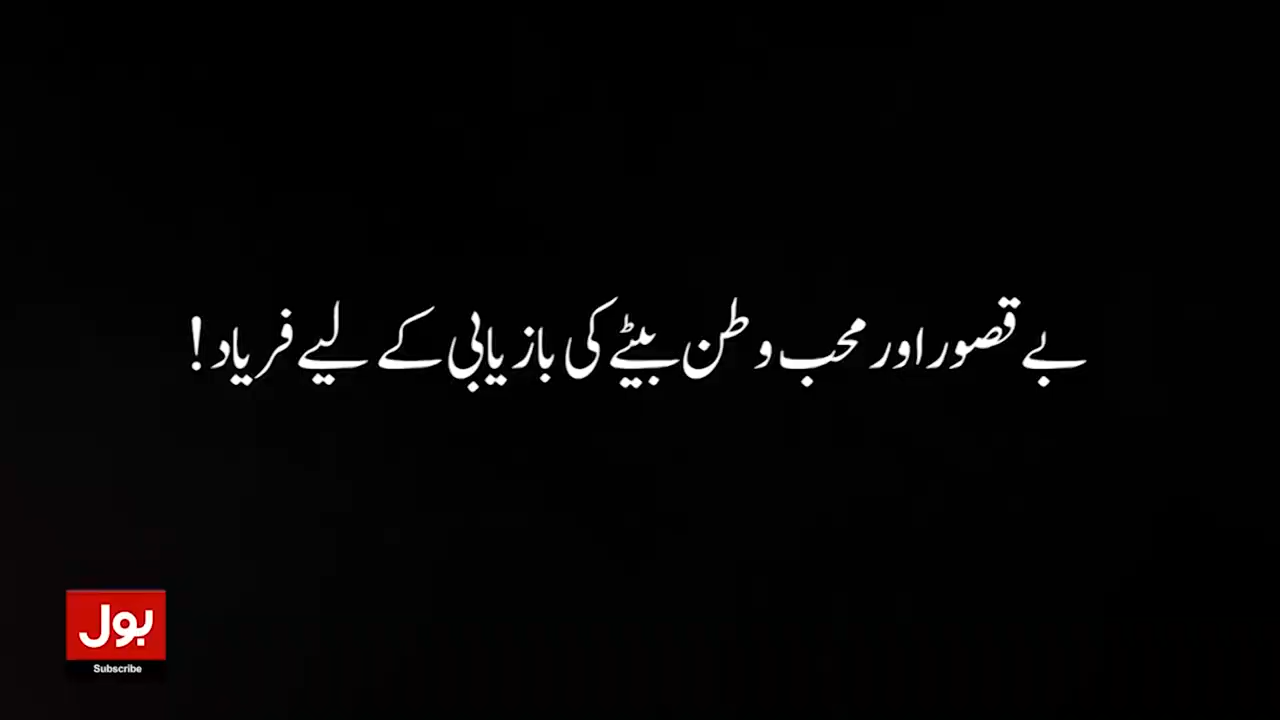 بے قصور اور محب وطن بیٹے کی بازیابی کے لیے فریاد!
بول
Subscribe